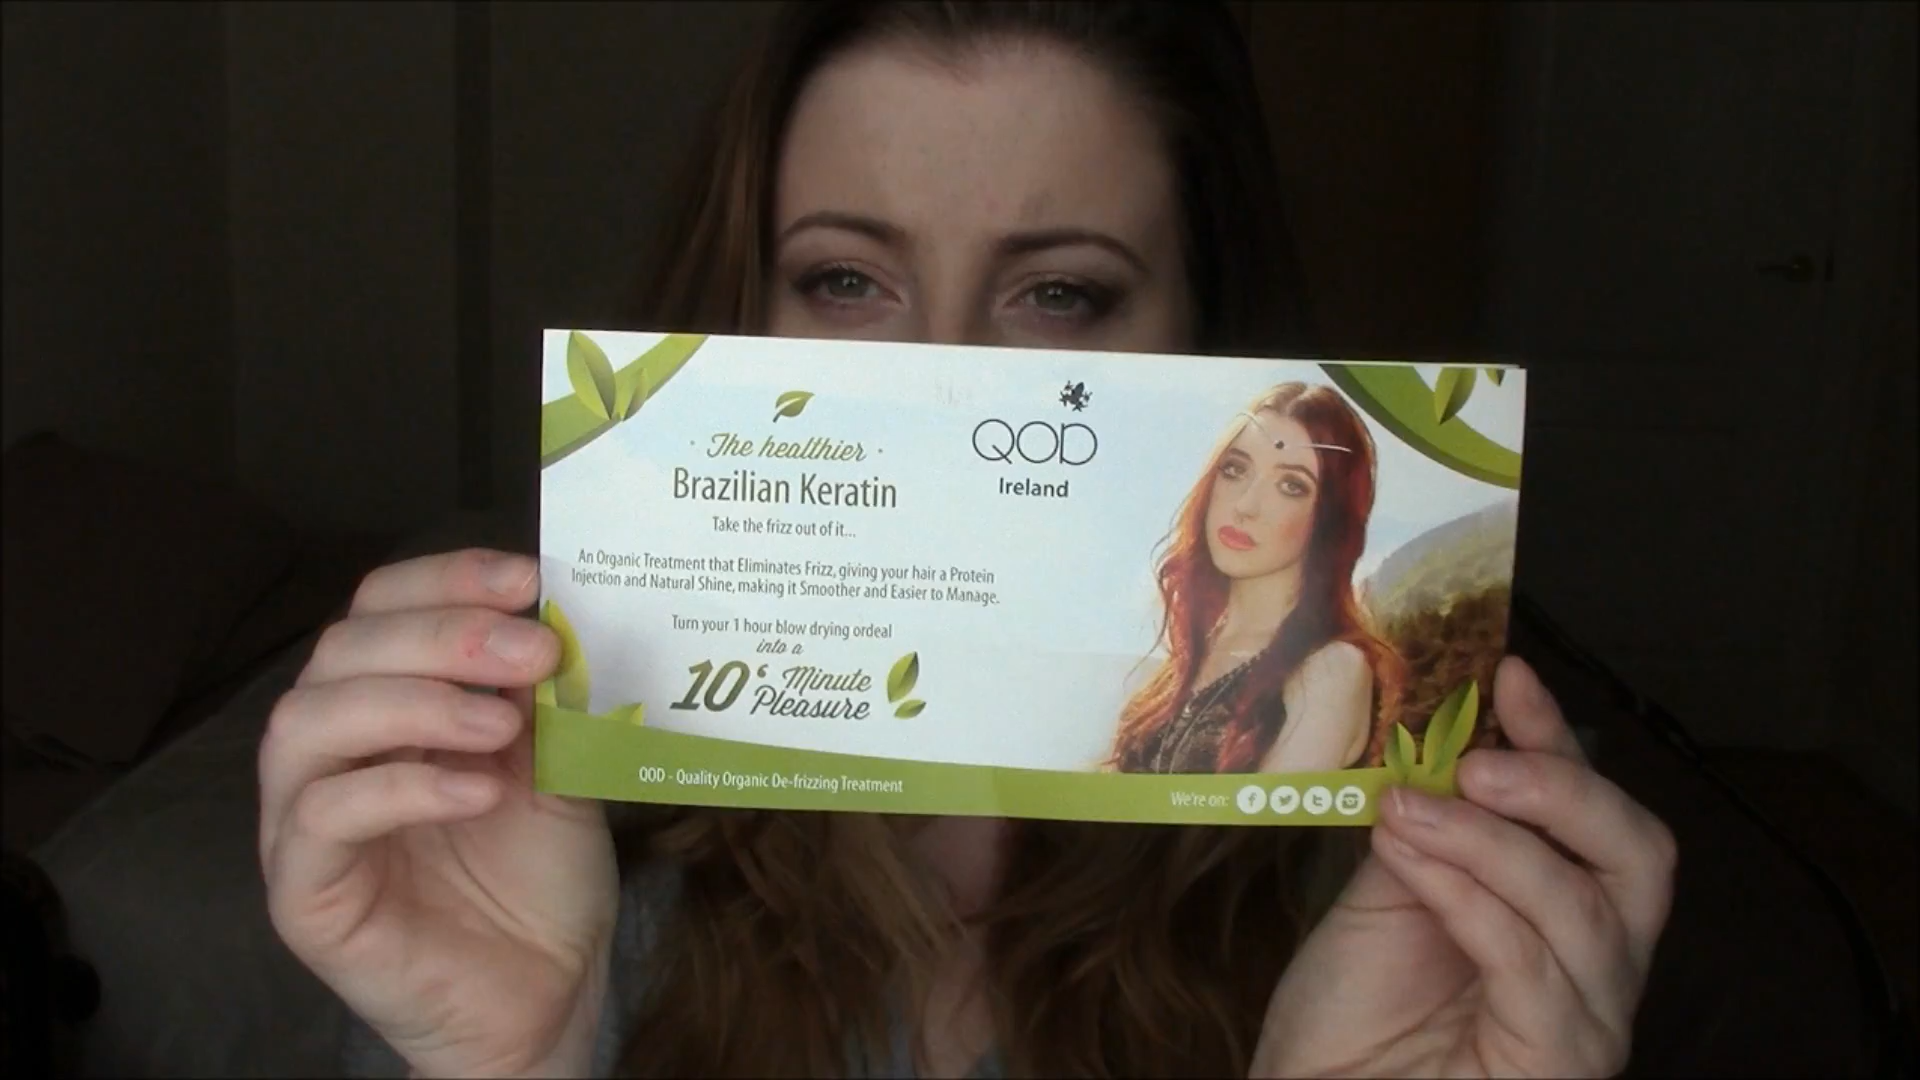 · The healthier ·
Brazilian Keratin
Take the frizz out of it...
An Organic Treatment that Eliminates Frizz, giving your hair a Protein
Injection and Natural Shine, making it Smoother and Easier to Manage.
Turn your 1 hour blow drying ordeal
into a
10‘ Minute
Pleasure
QOD
Ireland
QOD - Quality Organic De-frizzing Treatment
We're on: